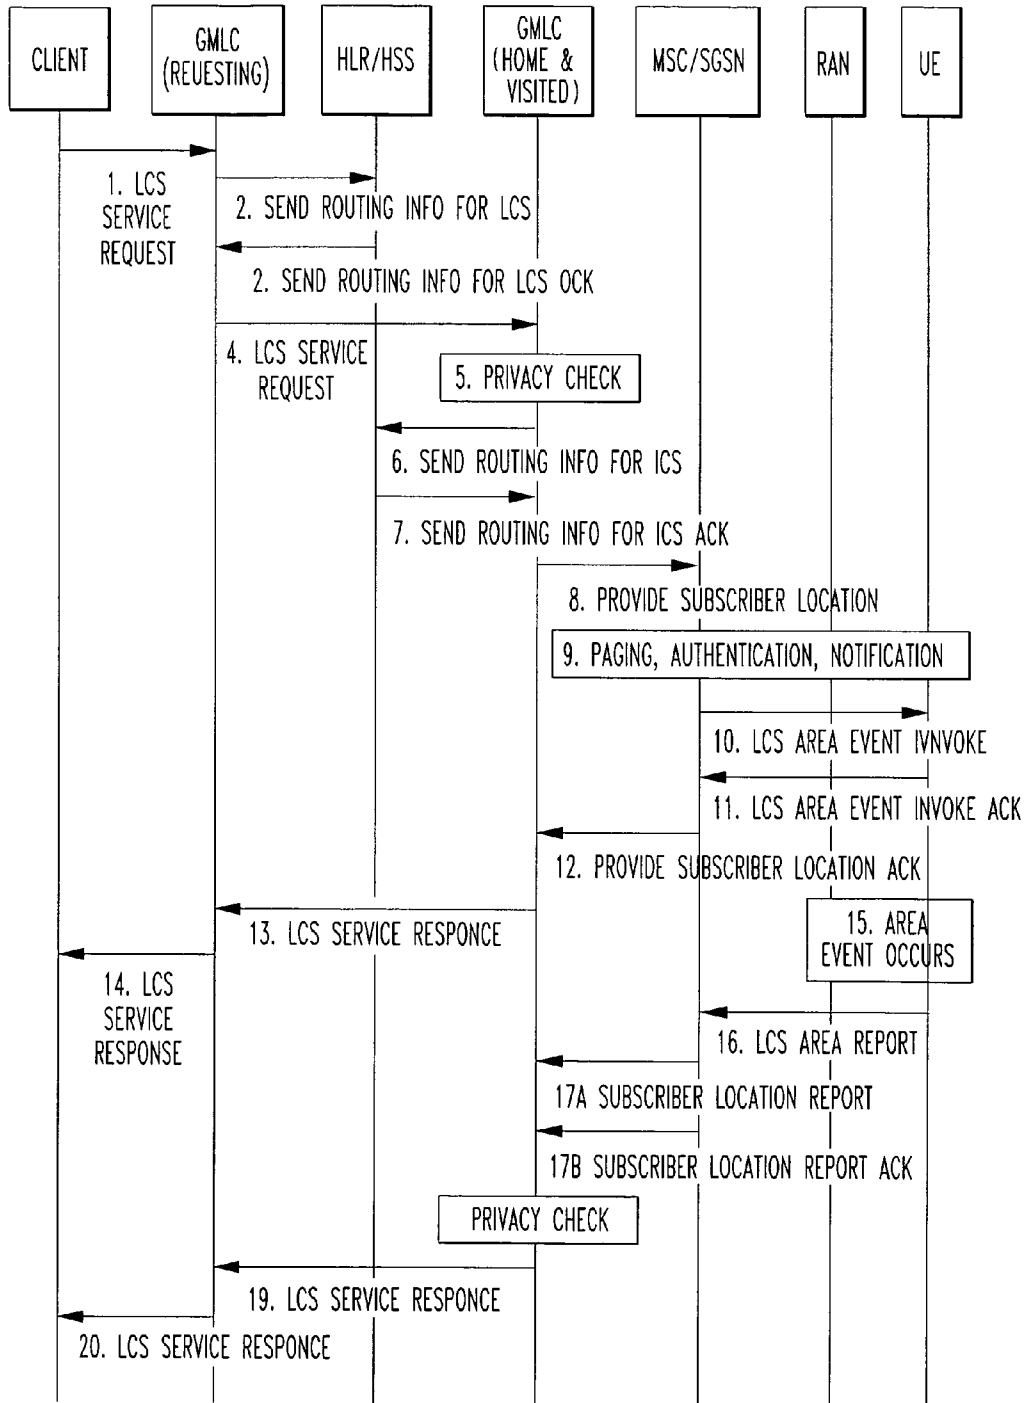 CLIENT
GMLC
(REUESTING)
HLR/HSS
GMLC
(HOME &
VISITED)
MSC/SGSN
RAN
UE
1. LCS
SERVICE
REQUEST
2. SEND ROUTING INFO FOR LCS
2. SEND ROUTING INFO FOR LCS OCK
4. LCS SERVICE
REQUEST
5. PRIVACY CHECK
6. SEND ROUTING INFO FOR ICS
7. SEND ROUTING INFO FOR ICS ACK
8. PROVIDE SUBSCRIBER LOCATION
9. PAGING, AUTHENTICATION, NOTIFICATION
10. LCS AREA EVENT IVNVOKE
11. LCS AREA EVENT INVOKE ACK
12. PROVIDE SUBSCRIBER LOCATION ACK
13. LCS SERVICE RESPONCE
15. AREA
EVENT OCCURS
14. LCS
SERVICE
RESPONSE
16. LCS AREA REPORT
17A SUBSCRIBER LOCATION REPORT
17B SUBSCRIBER LOCATION REPORT ACK
PRIVACY CHECK
19. LCS SERVICE RESPONCE
20. LCS SERVICE RESPONCE